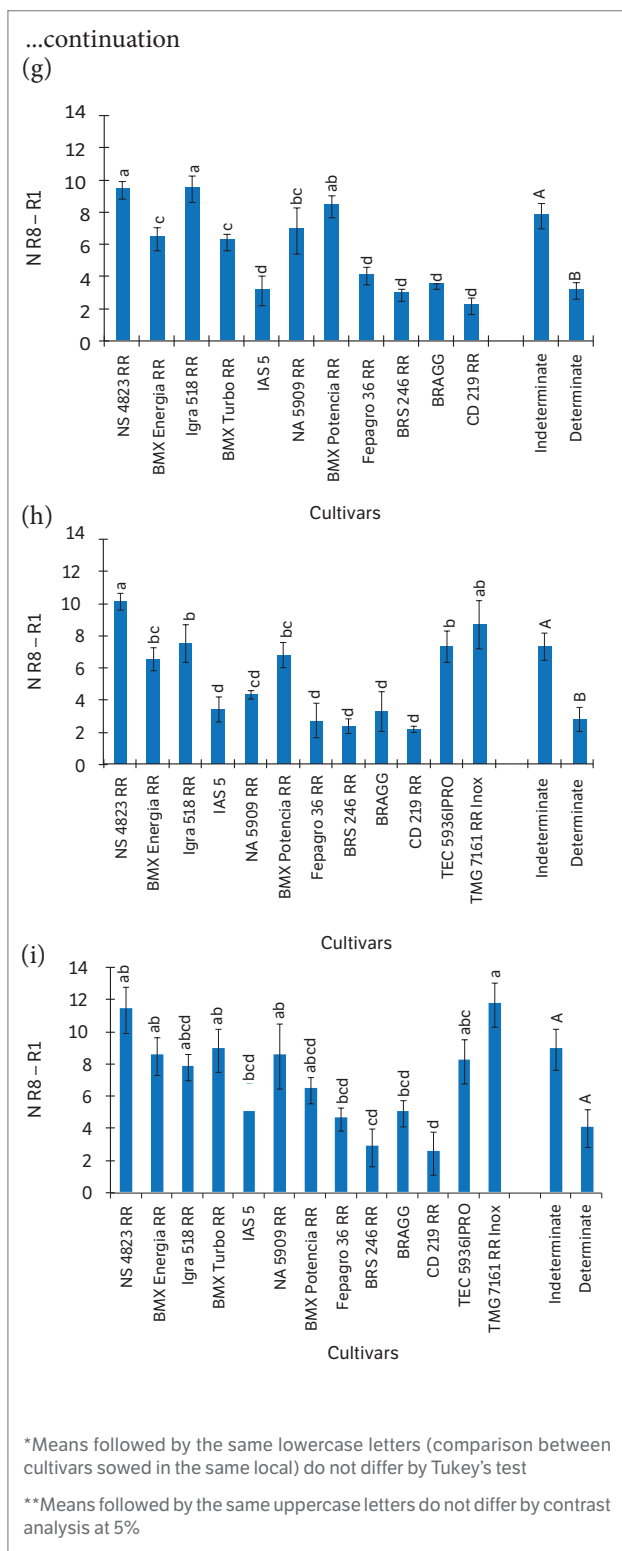 ...continuation
(g)
14
12
10
8
6
4
2
0
N R8 – R1
a
c
a
c
d
bc
ab
d
d
d
d
A
B
NS 4823 RR
BMX Energia RR
Igra 518 RR
BMX Turbo RR
IAS 5
NA 5909 RR
BMX Potencia RR
Fepagro 36 RR
BRS 246 RR
BRAGG
CD 219 RR
Indeterminate
Determinate
Cultivars
(h)
14
12
10
8
6
4
2
0
N R8 – R1
a
bc
b
d
cd
bc
d
d
d
d
b
ab
A
B
NS 4823 RR
BMX Energia RR
Igra 518 RR
IAS 5
NA 5909 RR
BMX Potencia RR
Fepagro 36 RR
BRS 246 RR
BRAGG
CD 219 RR
TEC 5936IPRO
TMG 7161 RR Inox
Indeterminate
Determinate
Cultivars
(i)
14
12
10
8
6
4
2
0
N R8 – R1
ab
ab
abcd
ab
bcd
ab
abcd
bcd
cd
bcd
d
abc
a
A
A
NS 4823 RR
BMX Energia RR
Igra 518 RR
BMX Turbo RR
IAS 5
NA 5909 RR
BMX Potencia RR
Fepagro 36 RR
BRS 246 RR
BRAGG
CD 219 RR
TEC 5936IPRO
TMG 7161 RR Inox
Indeterminate
Determinate
Cultivars
*Means followed by the same lowercase letters (comparison between
cultivars sowed in the same local) do not differ by Tukey's test
**Means followed by the same uppercase letters do not differ by contrast
analysis at 5%